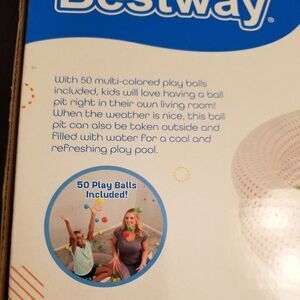 Bestway®
With 50 multi-colored play balls
included, kids will love having a ball
pit right in their own living room!
When the weather is nice, this ball
pit can also be taken outside and
filled with water for a cool and
refreshing play pool.
50 Play Balls
Included!